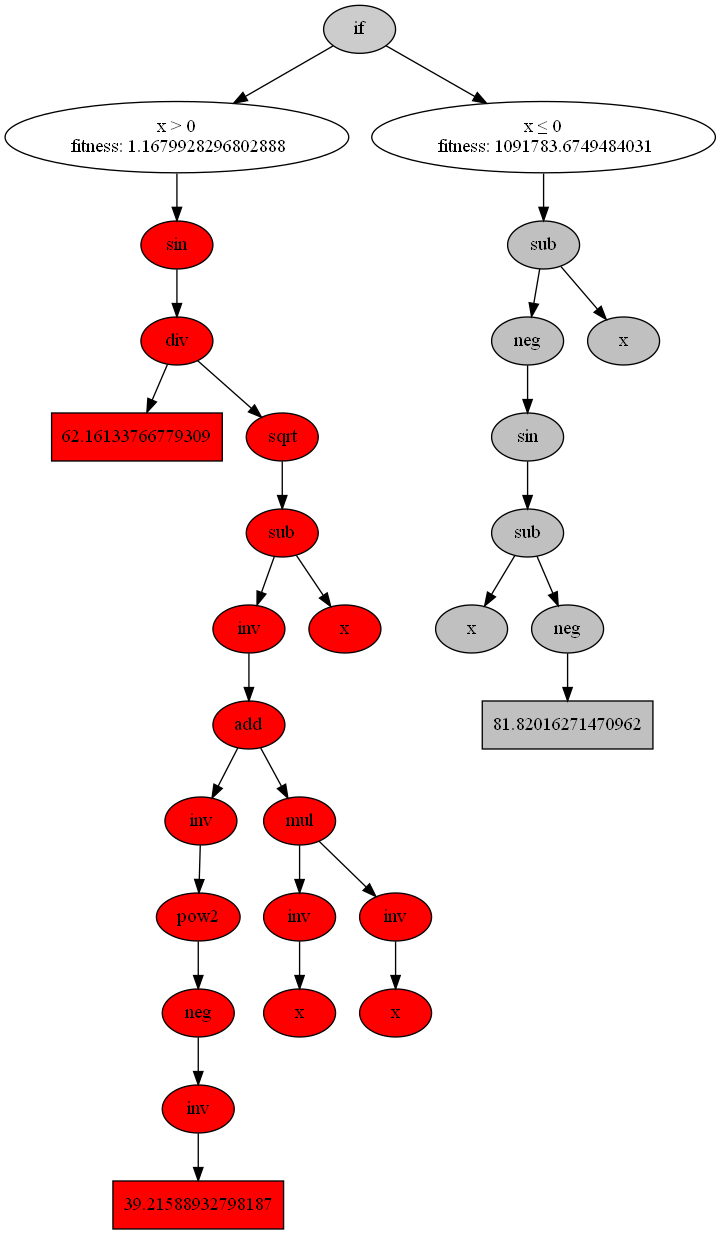 if
x > 0
fitness: 1.1679928296802888
x ≤ 0
fitness: 1091783.6749484031
sin
sub
div
neg
x
62.16133766779309
sqrt
sin
sub
sub
inv
x
x
neg
add
81.82016271470962
inv
mul
pow2
inv
inv
neg
x
x
inv
39.21588932798187